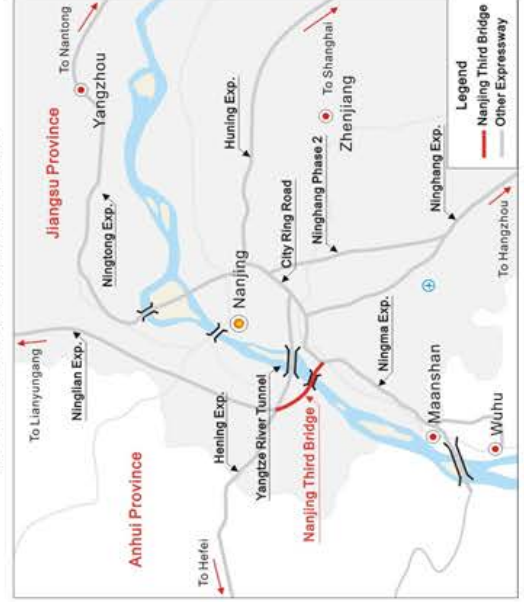 To Nantong
Yangzhou
Jiangsu Province
Ningtong Exp.
To Lianyungang
Ninglian Exp.
Huning Exp.
To Shanghai
Zhenjiang
Nanjing
City Ring Road
Ninghang Phase 2
Anhui Province
Hening Exp.
Yangtze River Tunnel
Nanjing Third Bridge
To Hefei
Ningma Exp.
Ninghang Exp.
To Hangzhou
Maanshan
Wuhu
Legend
Nanjing Third Bridge
Other Expressway